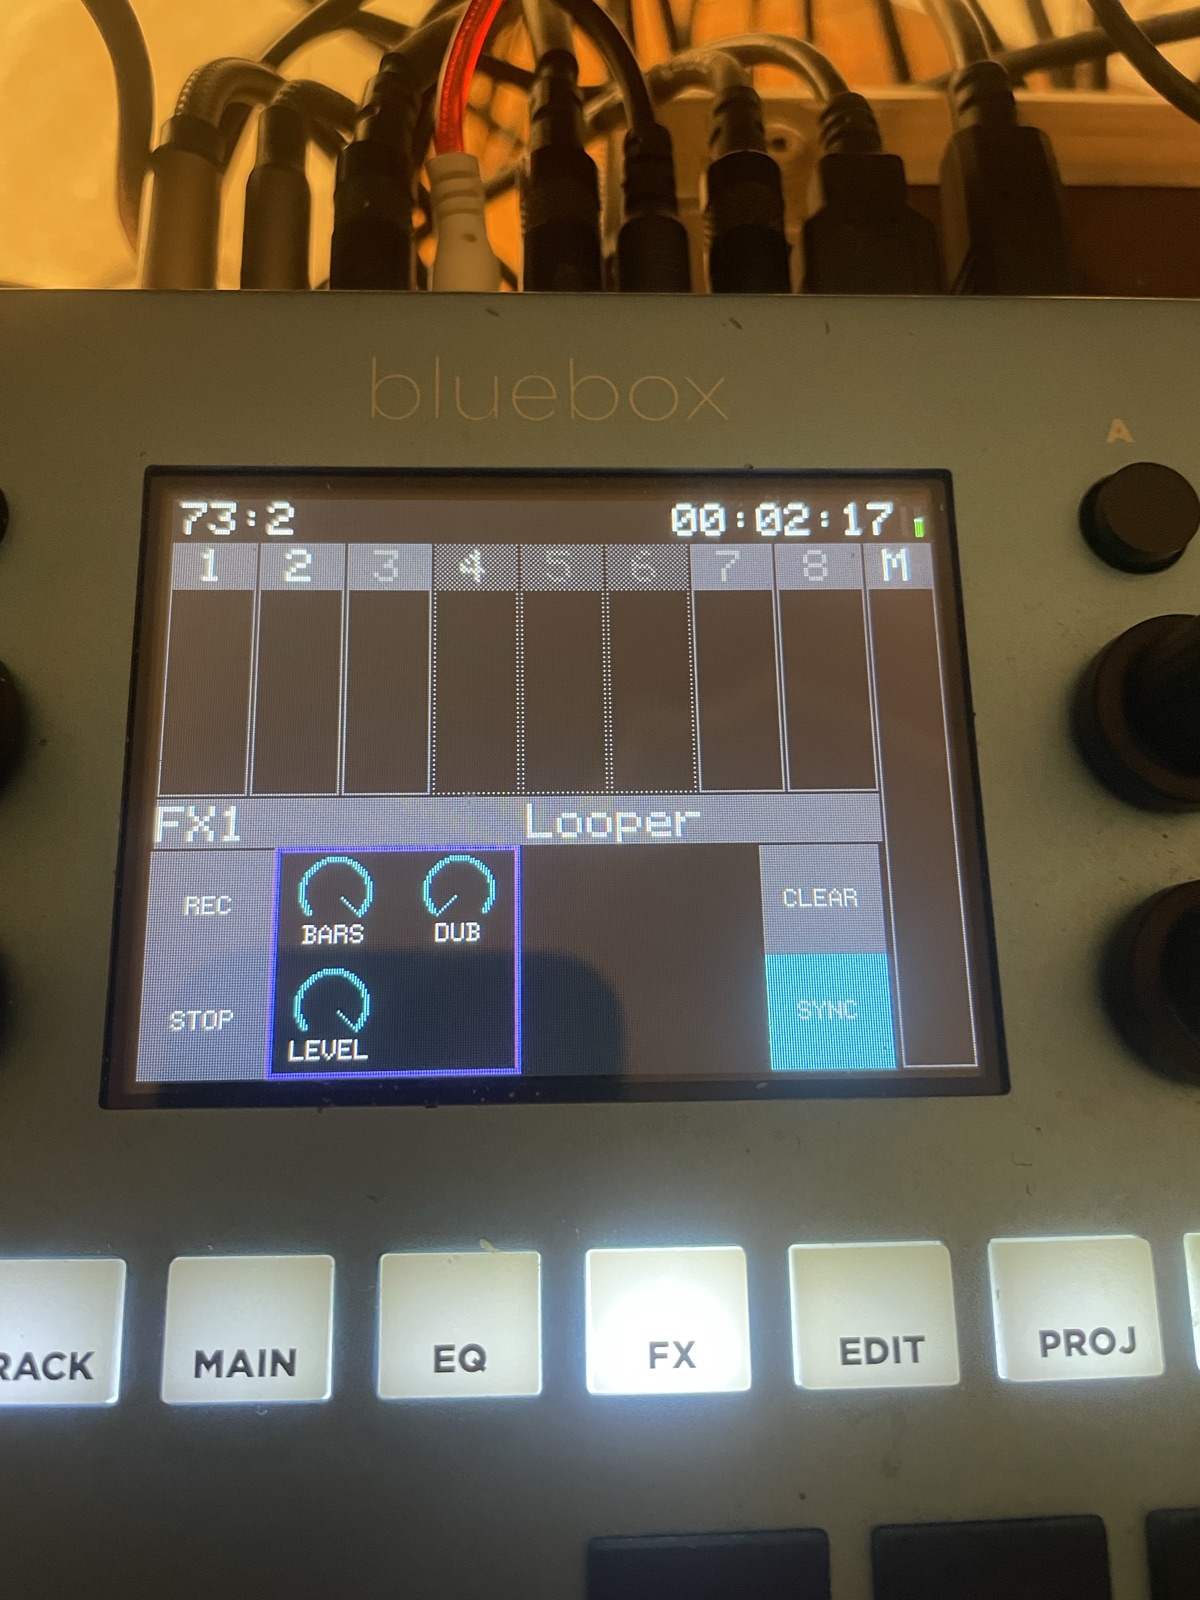 bluebox
A
73:2 00:02:17
1 2 3 4 5 6 7 8 M
FX1 Looper
REC BARS DUB CLEAR
STOP LEVEL SYNC
RACK MAIN EQ FX EDIT PROJ